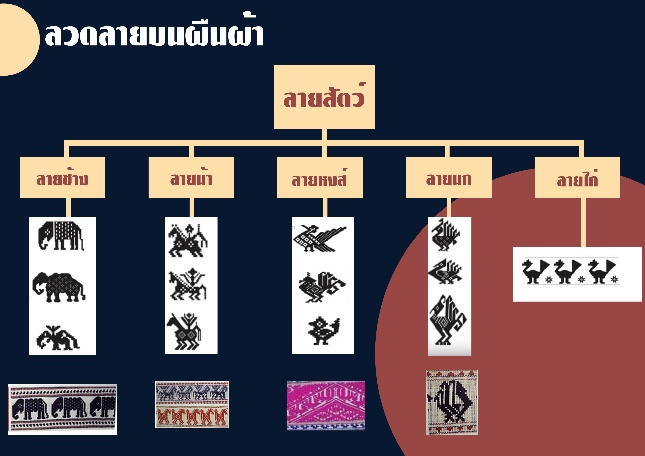 ลวดลายบนผืนผ้า
ลายสัตว์
ลายช้าง
ลายม้า
ลายหงส์
ลายนก
ลายไก่